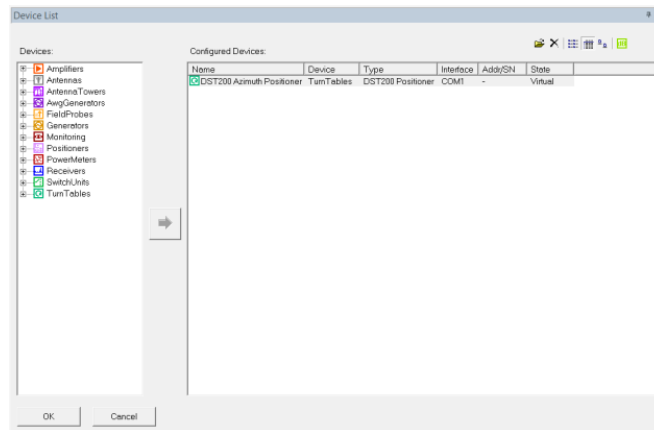 Device List
Devices:
Configured Devices:
Amplifiers
Antennas
AntennaTowers
AwgGenerators
FieldProbes
Generators
Monitoring
Positioners
PowerMeters
Receivers
SwitchUnits
TurnTables
Name Device Type Interface Addr/SN State
DST200 Azimuth Positioner TurnTables DST200 Positioner COM1 - Virtual
OK Cancel